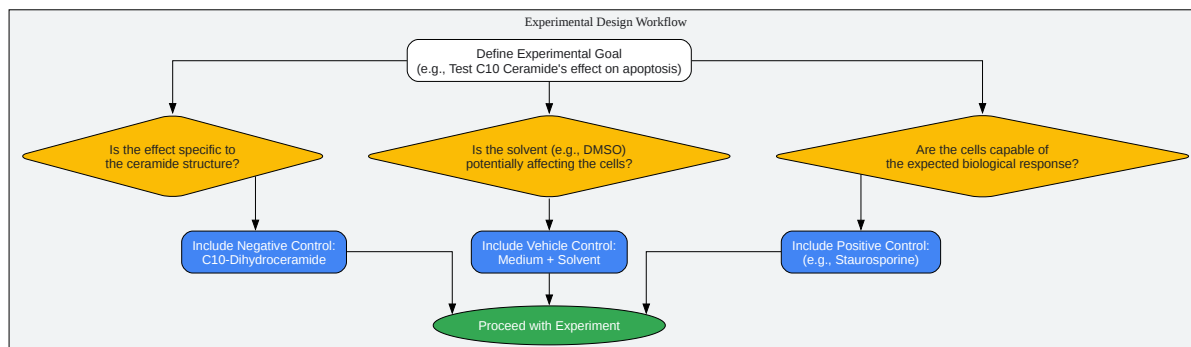 Experimental Design Workflow
Define Experimental Goal
(e.g., Test C10 Ceramide's effect on apoptosis)
Is the effect specific to
the ceramide structure?
Is the solvent (e.g., DMSO)
potentially affecting the cells?
Are the cells capable of
the expected biological response?
Include Negative Control:
C10-Dihydroceramide
Include Vehicle Control:
Medium + Solvent
Include Positive Control:
(e.g., Staurosporine)
Proceed with Experiment